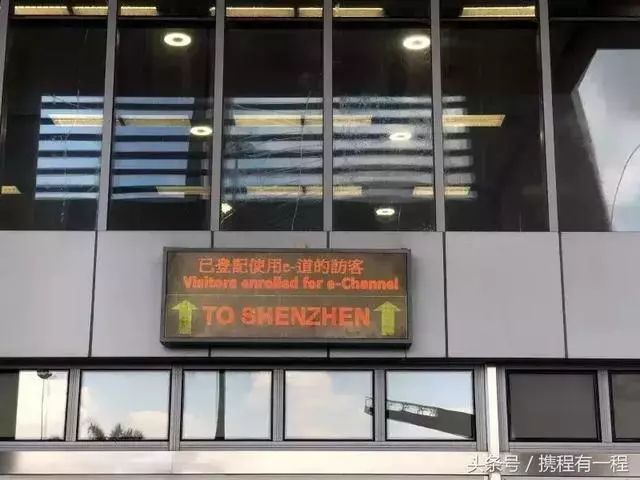 已登記使用e-道的訪客
Visitors enrolled for e-Channel
TO SHENZHEN
头条号 / 携程有一程